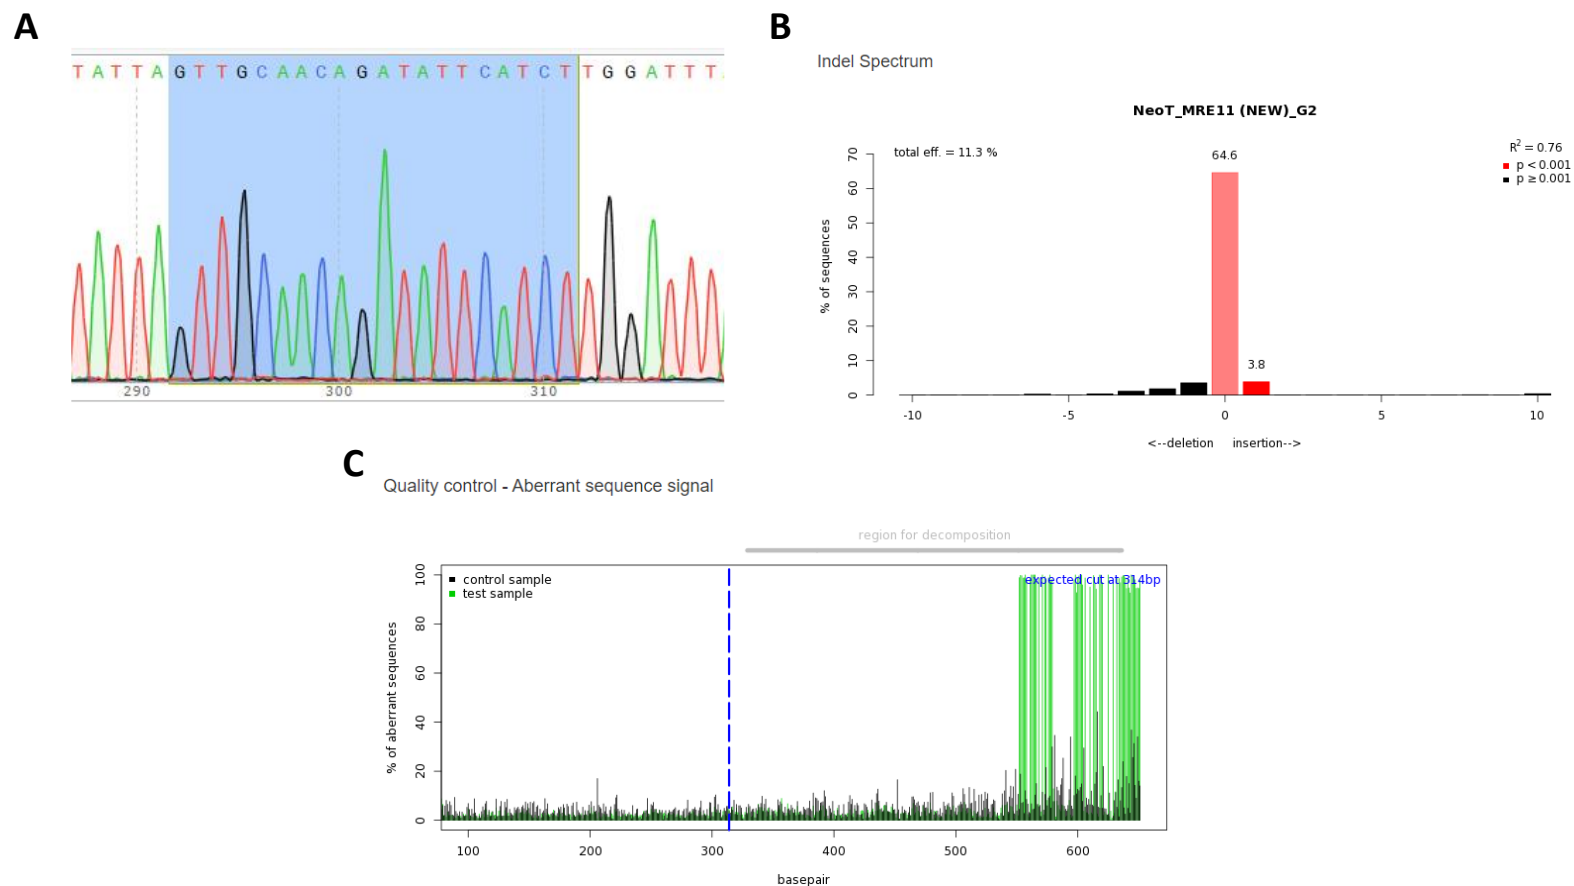 A
TATTAGTTGCAACAGATATTCATCTTGGATTT
290 300 310
B
Indel Spectrum
NeoT_MRE11 (NEW)_G2
total eff. = 11.3 %
R2 = 0.76
p < 0.001
p ≥ 0.001
64.6
3.8
% of sequences
70
60
50
40
30
20
10
0
-10 -5 0 5 10
<--deletion insertion-->
C
Quality control - Aberrant sequence signal
region for decomposition
control sample
test sample
expected cut at 314bp
% of aberrant sequences
100
80
60
40
20
0
100 200 300 400 500 600
basepair